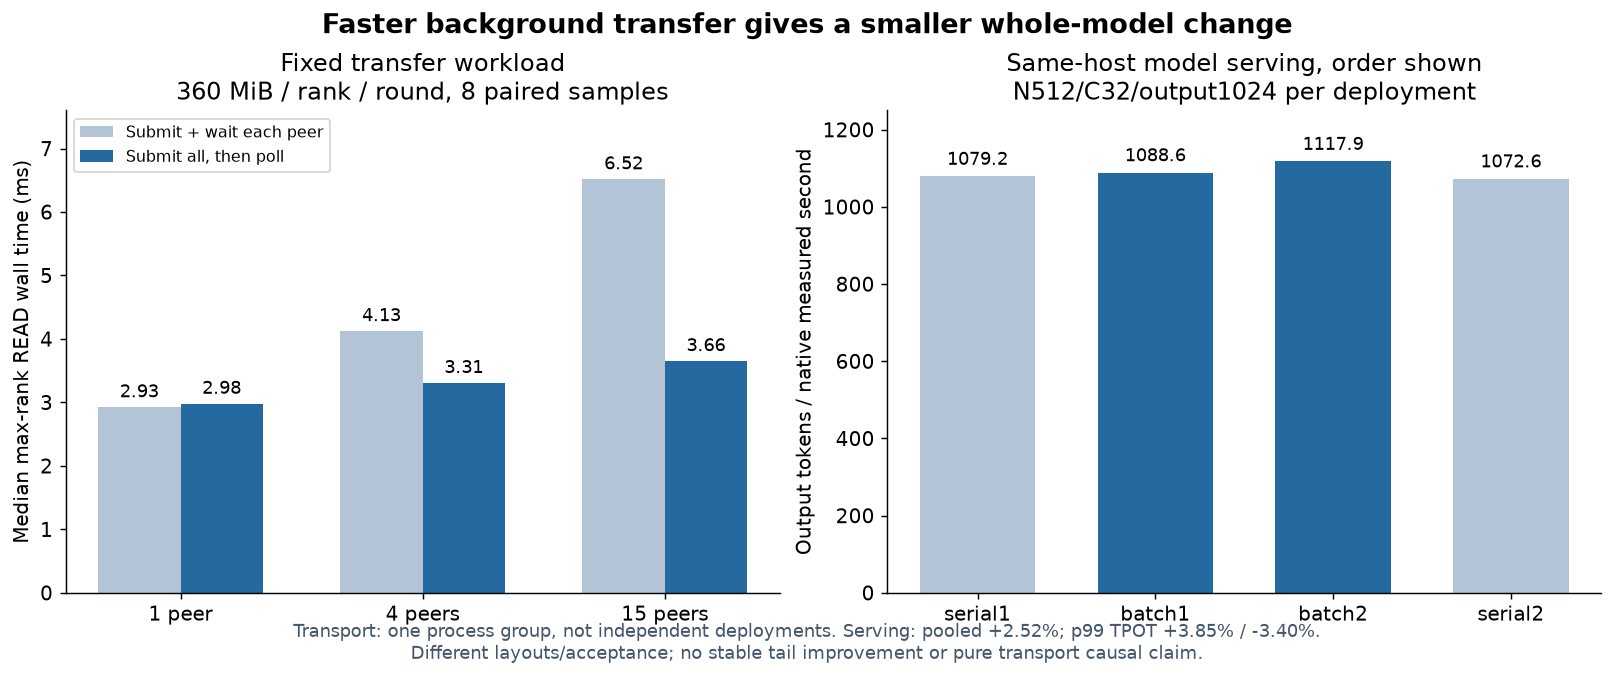 Faster background transfer gives a smaller whole-model change
Fixed transfer workload
360 MiB / rank / round, 8 paired samples
Median max-rank READ wall time (ms)
7
6
5
4
3
2
1
0
Submit + wait each peer
Submit all, then poll
2.93
2.98
4.13
3.31
6.52
3.66
1 peer
4 peers
15 peers
Same-host model serving, order shown
N512/C32/output1024 per deployment
Output tokens / native measured second
1200
1000
800
600
400
200
0
1079.2
1088.6
1117.9
1072.6
serial1
batch1
batch2
serial2
Transport: one process group, not independent deployments. Serving: pooled +2.52%; p99 TPOT +3.85% / -3.40%.
Different layouts/acceptance; no stable tail improvement or pure transport causal claim.